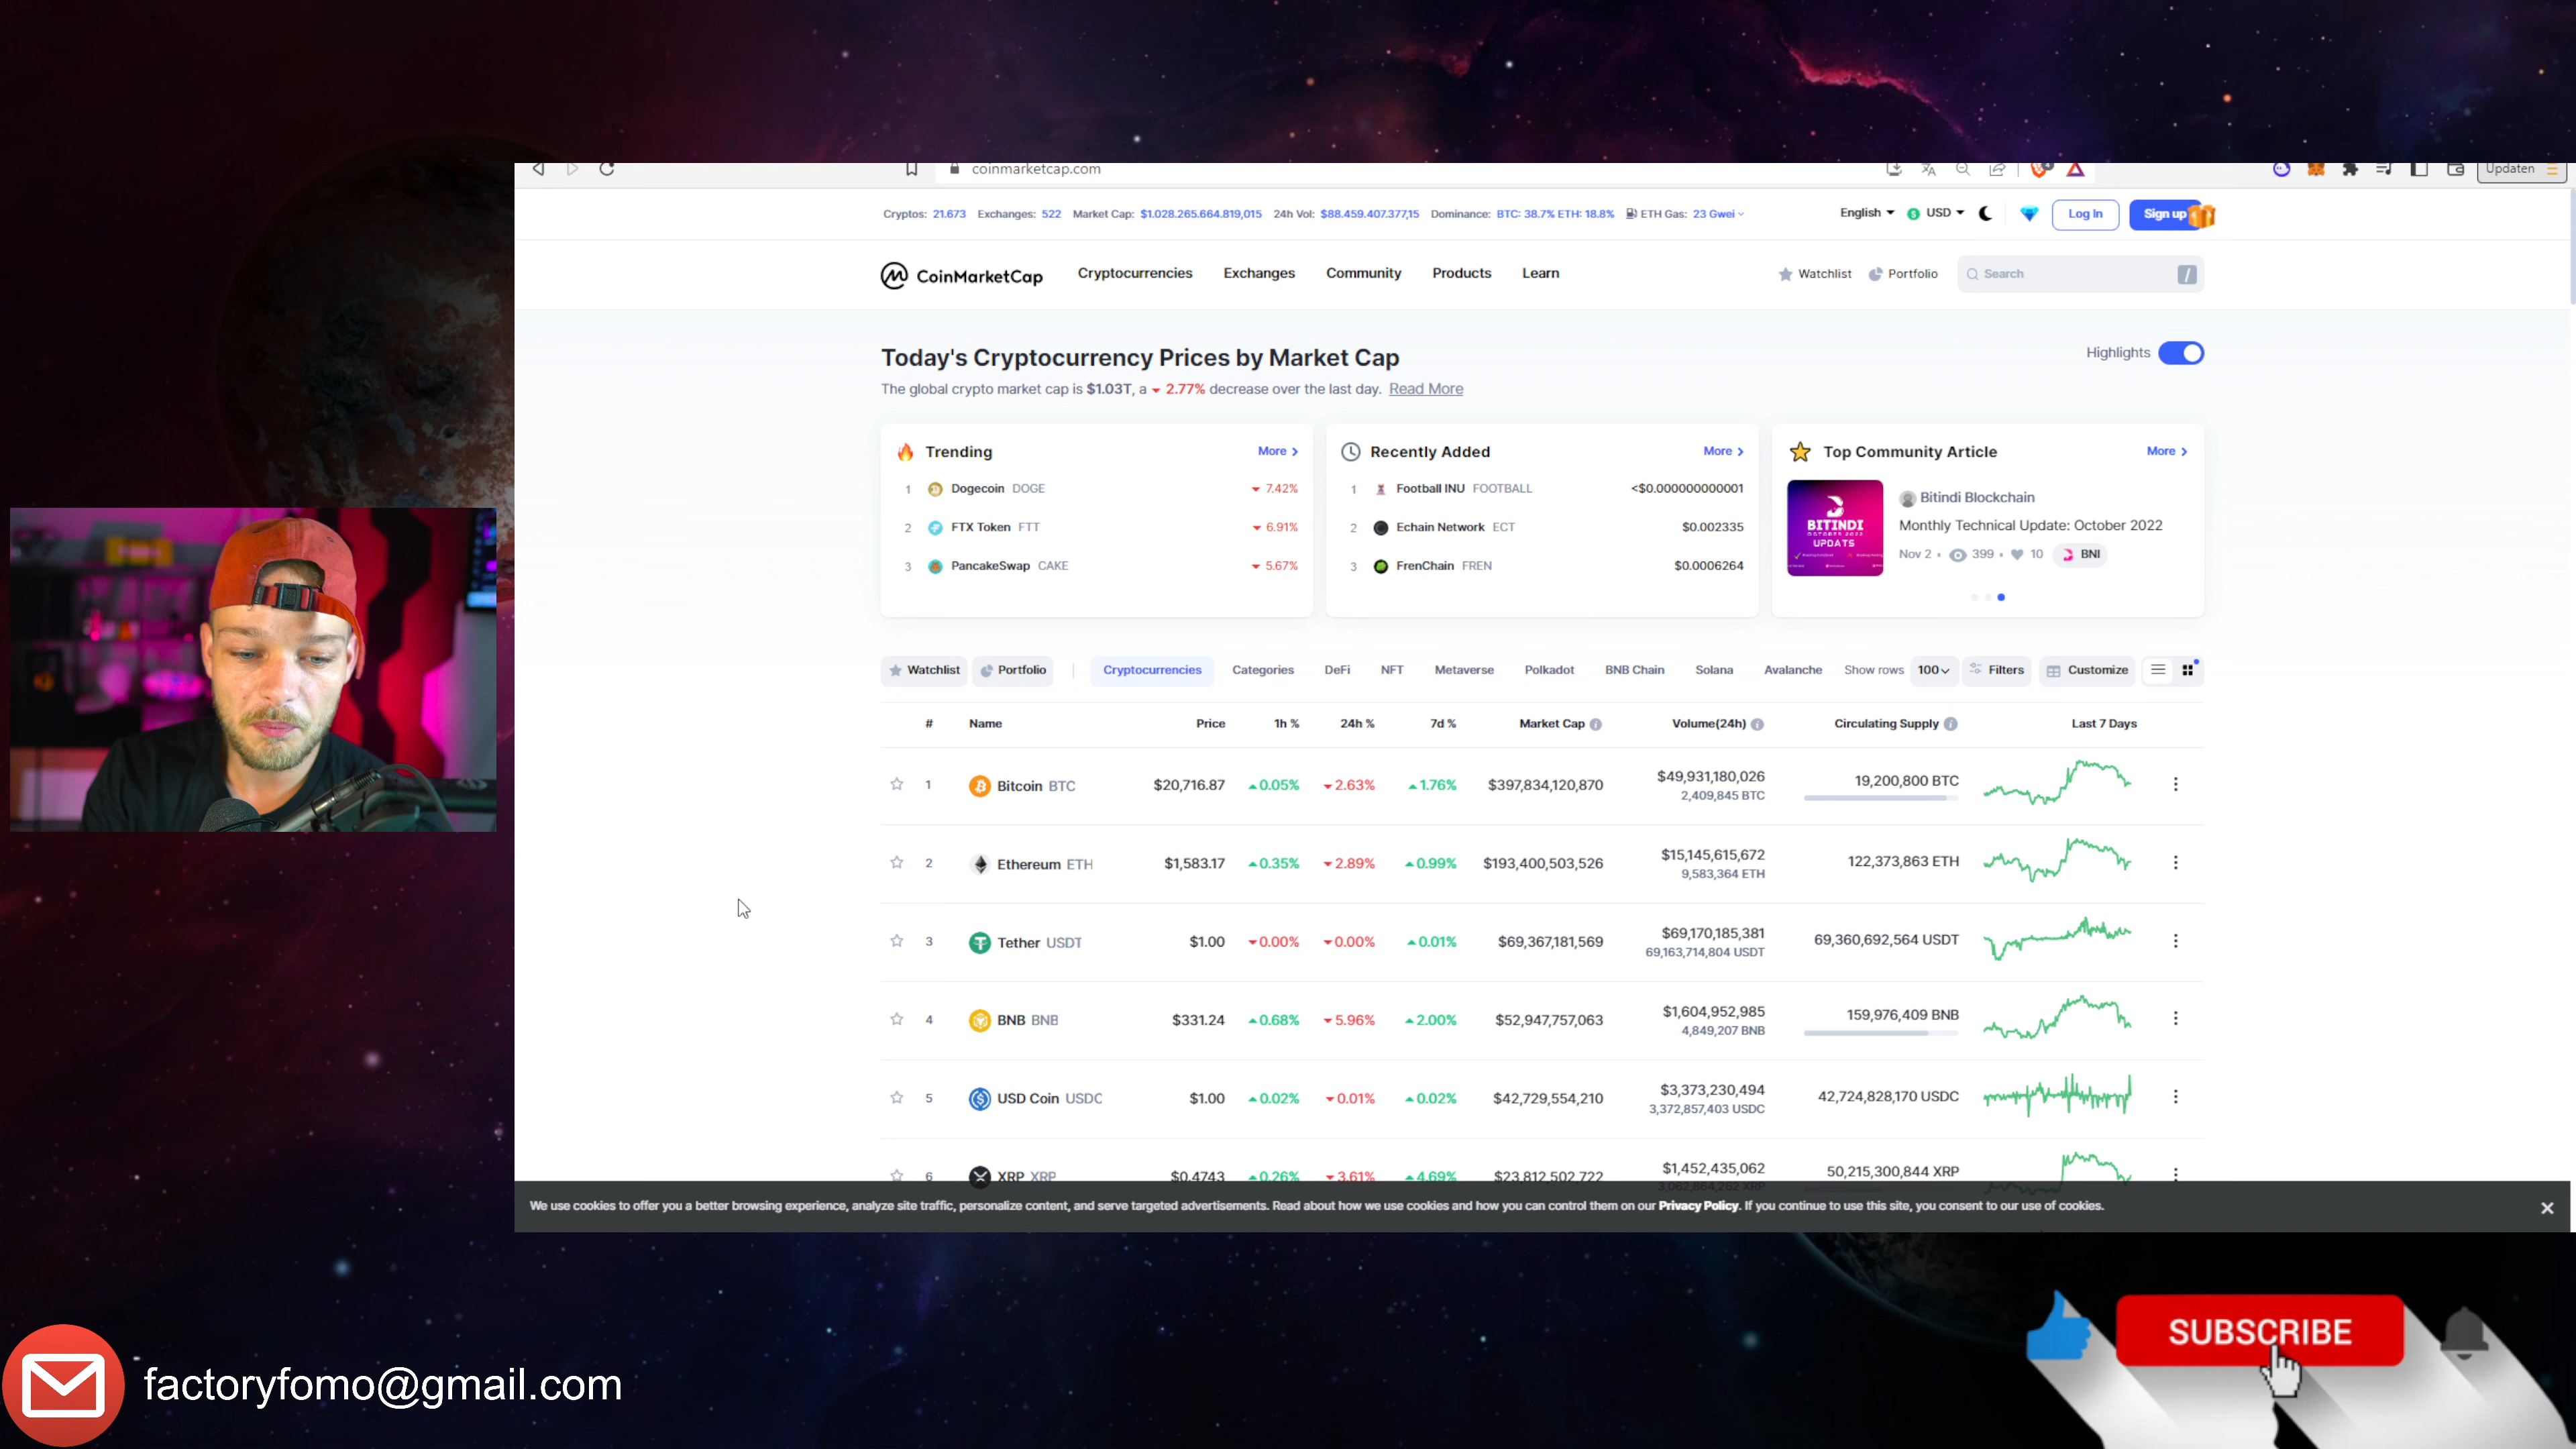 coinmarketcap.com
Updaten
Cryptos: 21.673 Exchanges: 522 Market Cap: $1.028.265.664.819,015 24h Vol: $88.459.407.377,15 Dominance: BTC: 38.7% ETH: 18.8% ETH Gas: 23 Gwei
English USD Log In Sign up
CoinMarketCap Cryptocurrencies Exchanges Community Products Learn Watchlist Portfolio Search /
Today's Cryptocurrency Prices by Market Cap
Highlights
The global crypto market cap is $1.03T, a 2.77% decrease over the last day. Read More
Trending More
1 Dogecoin DOGE 7.42%
2 FTX Token FTT 6.91%
3 PancakeSwap CAKE 5.67%
Recently Added More
1 Football INU FOOTBALL <$0.000000000001
2 Echain Network ECT $0.002335
3 FrenChain FREN $0.0006264
Top Community Article More
BITINDI
OCTOBER 2022
UPDATS
Bitindi Blockchain
Monthly Technical Update: October 2022
Nov 2 • 399 • 10 BNI
Watchlist Portfolio Cryptocurrencies Categories DeFi NFT Metaverse Polkadot BNB Chain Solana Avalanche Show rows 100 Filters Customize
# Name Price 1h % 24h % 7d % Market Cap Volume(24h) Circulating Supply Last 7 Days
1 Bitcoin BTC $20,716.87 0.05% 2.63% 1.76% $397,834,120,870 $49,931,180,026 19,200,800 BTC
2,409,845 BTC
2 Ethereum ETH $1,583.17 0.35% 2.89% 0.99% $193,400,503,526 $15,145,615,672 122,373,863 ETH
9,583,364 ETH
3 Tether USDT $1.00 0.00% 0.00% 0.01% $69,367,181,569 $69,170,185,381 69,360,692,564 USDT
69,163,714,804 USDT
4 BNB BNB $331.24 0.68% 5.96% 2.00% $52,947,757,063 $1,604,952,985 159,976,409 BNB
4,849,207 BNB
5 USD Coin USDC $1.00 0.02% 0.01% 0.02% $42,729,554,210 $3,373,230,494 42,724,828,170 USDC
3,372,857,403 USDC
6 XRP XRP $0.4743 0.26% 3.61% 4.69% $23,812,502,722 $1,452,435,062 50,215,300,844 XRP
We use cookies to offer you a better browsing experience, analyze site traffic, personalize content, and serve targeted advertisements. Read about how we use cookies and how you can control them on our Privacy Policy. If you continue to use this site, you consent to our use of cookies.
SUBSCRIBE
factoryfomo@gmail.com